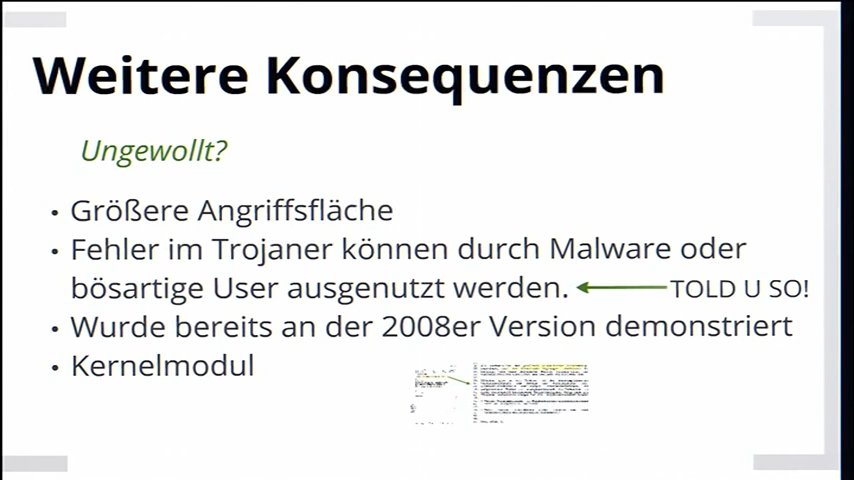 Weitere Konsequenzen
Ungewollt?
• Größere Angriffsfläche
• Fehler im Trojaner können durch Malware oder
bösartige User ausgenutzt werden. TOLD U SO!
• Wurde bereits an der 2008er Version demonstriert
• Kernelmodul